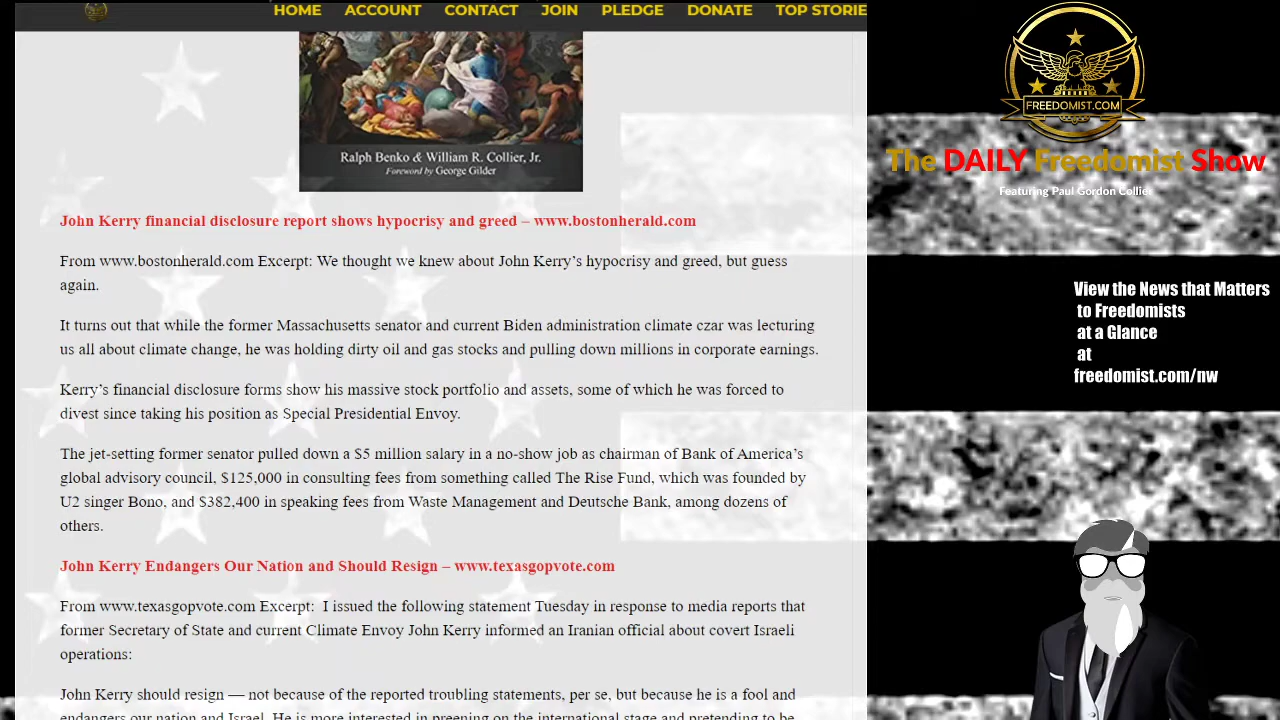 HOME ACCOUNT CONTACT JOIN PLEDGE DONATE TOP STORIE
Ralph Benko & William R. Collier, Jr.
Foreword by George Gilder
John Kerry financial disclosure report shows hypocrisy and greed – www.bostonherald.com
From www.bostonherald.com Excerpt: We thought we knew about John Kerry’s hypocrisy and greed, but guess
again.
It turns out that while the former Massachusetts senator and current Biden administration climate czar was lecturing
us all about climate change, he was holding dirty oil and gas stocks and pulling down millions in corporate earnings.
Kerry’s financial disclosure forms show his massive stock portfolio and assets, some of which he was forced to
divest since taking his position as Special Presidential Envoy.
The jet-setting former senator pulled down a $5 million salary in a no-show job as chairman of Bank of America’s
global advisory council, $125,000 in consulting fees from something called The Rise Fund, which was founded by
U2 singer Bono, and $382,400 in speaking fees from Waste Management and Deutsche Bank, among dozens of
others.
John Kerry Endangers Our Nation and Should Resign – www.texasgopvote.com
From www.texasgopvote.com Excerpt:  I issued the following statement Tuesday in response to media reports that
former Secretary of State and current Climate Envoy John Kerry informed an Iranian official about covert Israeli
operations:
John Kerry should resign — not because of the reported troubling statements, per se, but because he is a fool and
endangers our nation and Israel. He is more interested in preening on the international stage and pretending to be
FREEDOMIST.COM
The DAILY Freedomist Show
Featuring Paul Gordon Collie
View the News that Matters
to Freedomists
at a Glance
at
freedomist.com/nw